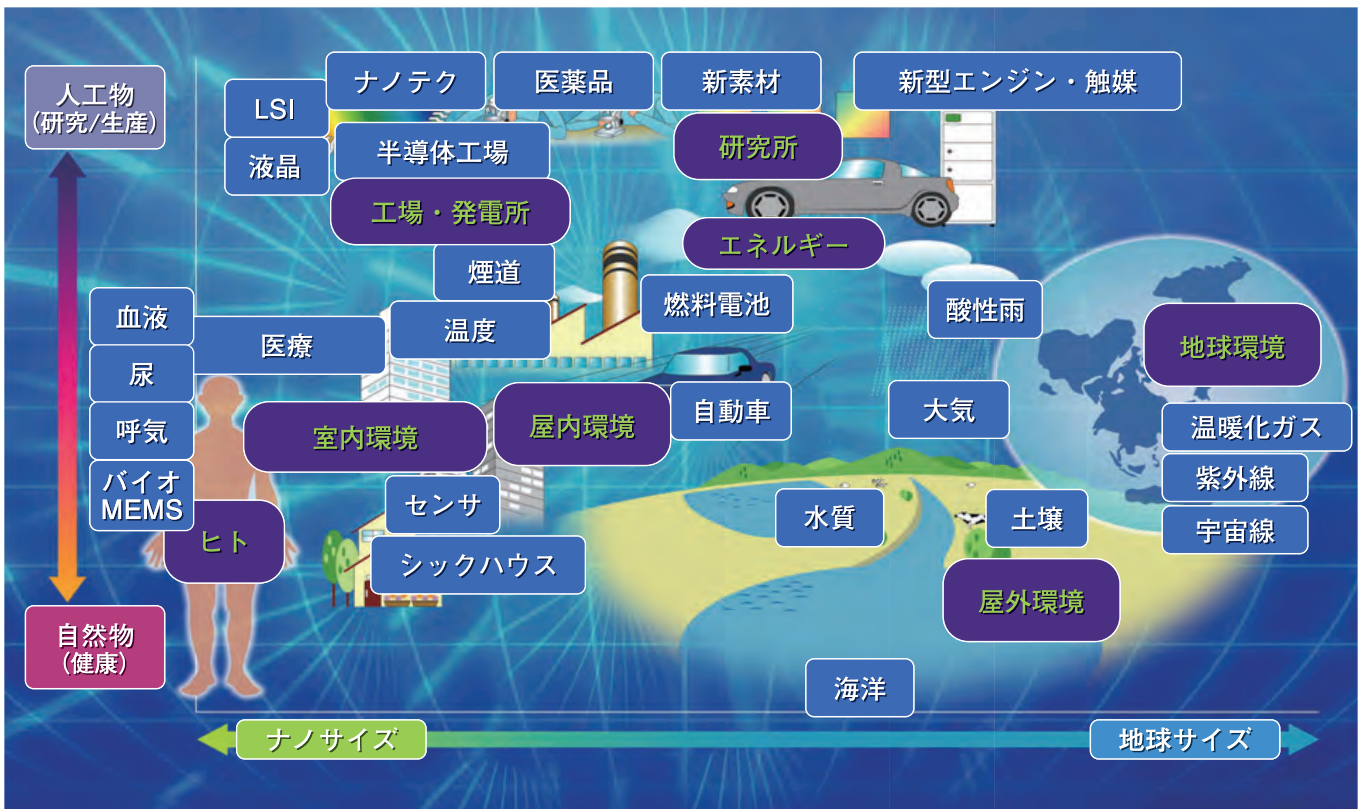 人工物
(研究/生産)
ナノテク
医薬品
新素材
新型エンジン・触媒
LSI
液晶
半導体工場
研究所
工場・発電所
エネルギー
煙道
燃料電池
酸性雨
地球環境
血液
医療
温度
尿
呼気
バイオ
MEMS
室内環境
屋内環境
自動車
大気
温暖化ガス
紫外線
宇宙線
センサ
水質
土壌
ヒト
シックハウス
屋外環境
自然物
(健康)
海洋
ナノサイズ
地球サイズ